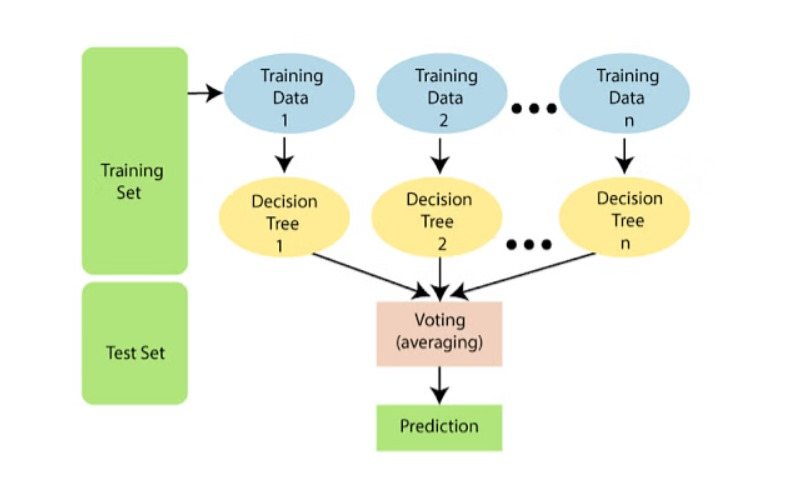 Training
Data
1
Training
Data
2
Training
Data
n
Training
Set
Decision
Tree
1
Decision
Tree
2
Decision
Tree
n
Test Set
Voting
(averaging)
Prediction